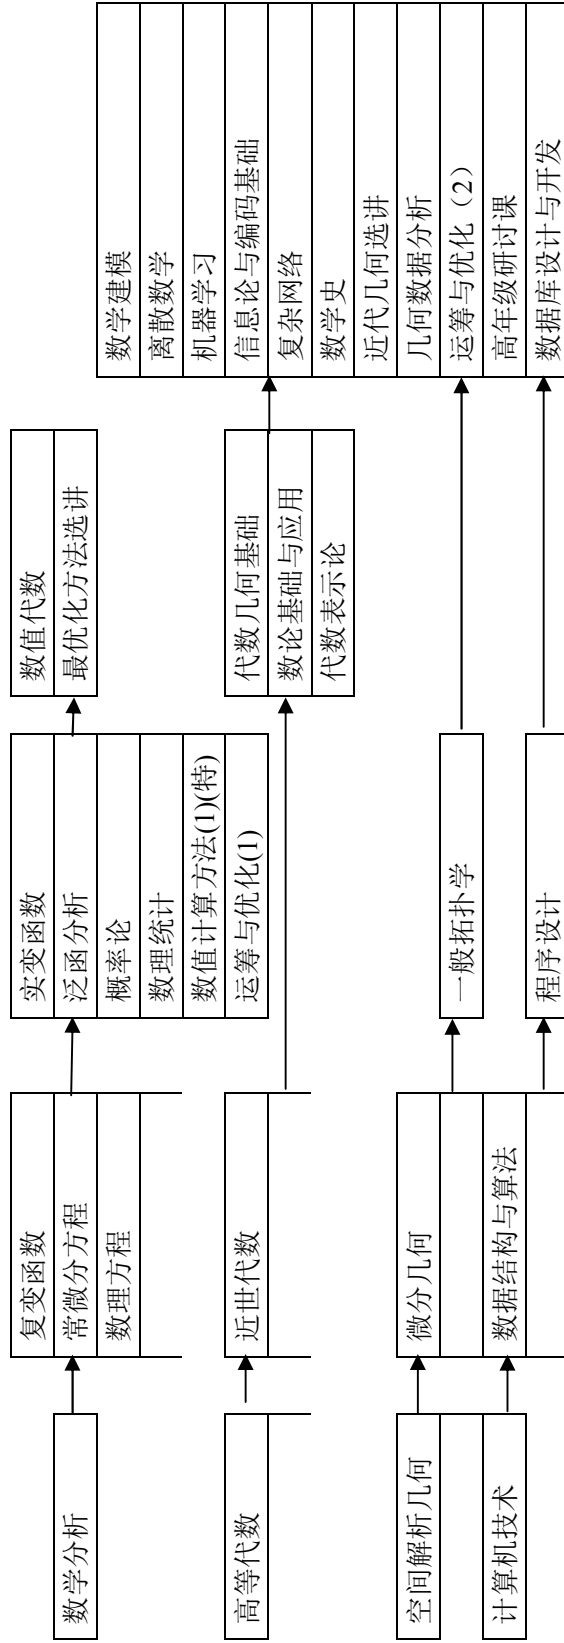 数学分析
高等代数
空间解析几何
计算机技术
复变函数
常微分方程
数理方程
近世代数
微分几何
数据结构与算法
实变函数
泛函分析
概率论
数理统计
数值计算方法(1)(特)
运筹与优化(1)
一般拓扑学
程序设计
数值代数
最优化方法选讲
代数几何基础
数论基础与应用
代数表示论
数学建模
离散数学
机器学习
信息论与编码基础
复杂网络
数学史
近代几何选讲
几何数据分析
运筹与优化（2）
高年级研讨课
数据库设计与开发